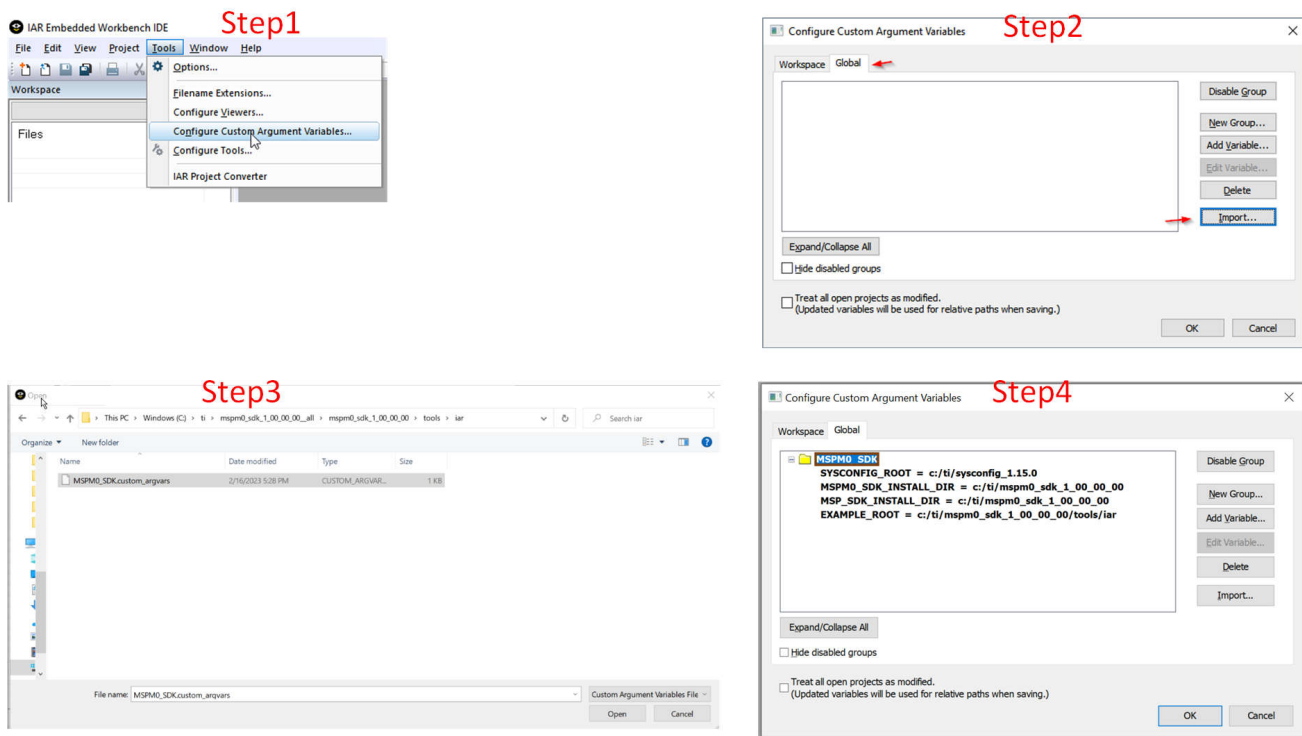 Step1
IAR Embedded Workbench IDE
File Edit View Project Tools Window Help
Options...
Workspace
Filename Extensions...
Configure Viewers...
Files
Configure Custom Argument Variables...
Configure Tools...
IAR Project Converter
Step2
Configure Custom Argument Variables
Workspace Global
Disable Group
New Group...
Add Variable...
Edit Variable...
Delete
Import...
Expand/Collapse All
Hide disabled groups
Treat all open projects as modified.
(Updated variables will be used for relative paths when saving.)
OK Cancel
Step3
Open
This PC › Windows (C:) › ti › mspm0_sdk_1_00_00_00__all › mspm0_sdk_1_00_00_00 › tools › iar
Search iar
Organize New folder
Name Date modified Type Size
MSPM0_SDK.custom_argvars 2/16/2023 5:28 PM CUSTOM_ARGVAR... 1 KB
File name: MSPM0_SDK.custom_argvars Custom Argument Variables File
Open Cancel
Step4
Configure Custom Argument Variables
Workspace Global
MSPM0_SDK
SYSCONFIG_ROOT = c:/ti/sysconfig_1.15.0
MSPM0_SDK_INSTALL_DIR = c:/ti/mspm0_sdk_1_00_00_00
MSP_SDK_INSTALL_DIR = c:/ti/mspm0_sdk_1_00_00_00
EXAMPLE_ROOT = c:/ti/mspm0_sdk_1_00_00_00/tools/iar
Disable Group
New Group...
Add Variable...
Edit Variable...
Delete
Import...
Expand/Collapse All
Hide disabled groups
Treat all open projects as modified.
(Updated variables will be used for relative paths when saving.)
OK Cancel